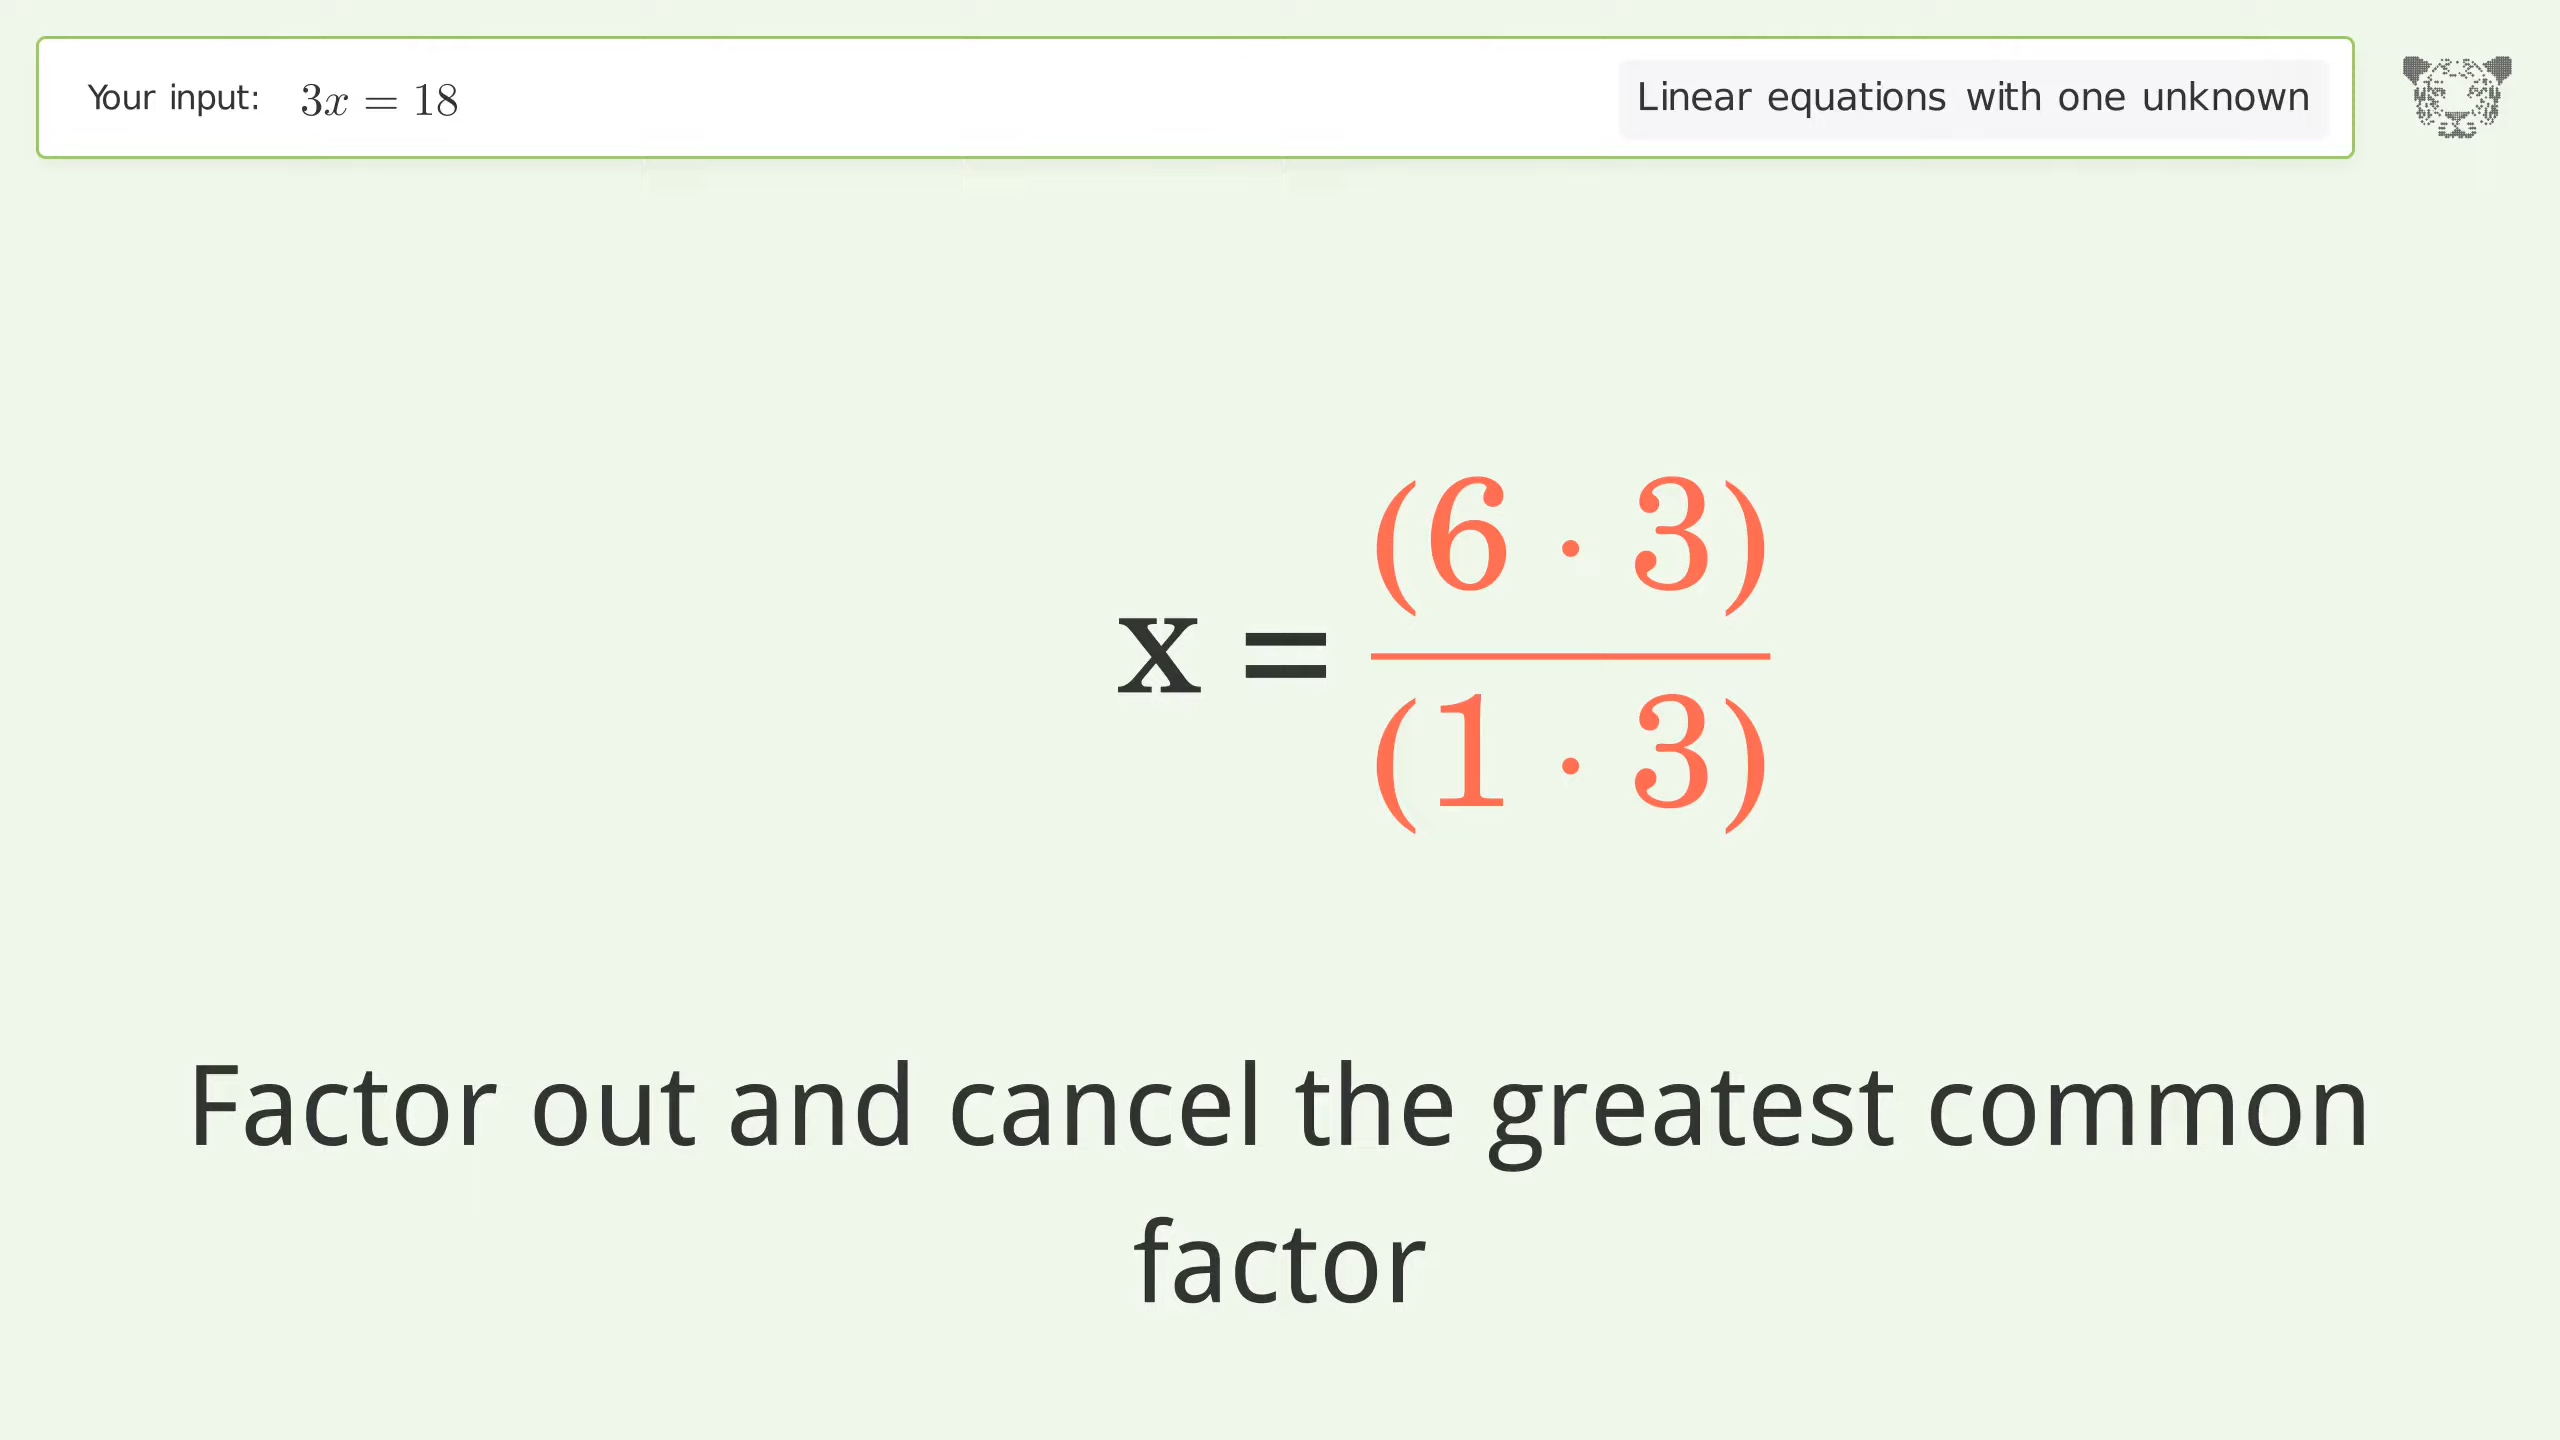 Your input: 3x = 18
Linear equations with one unknown
x = (6 · 3) / (1 · 3)
Factor out and cancel the greatest common
factor